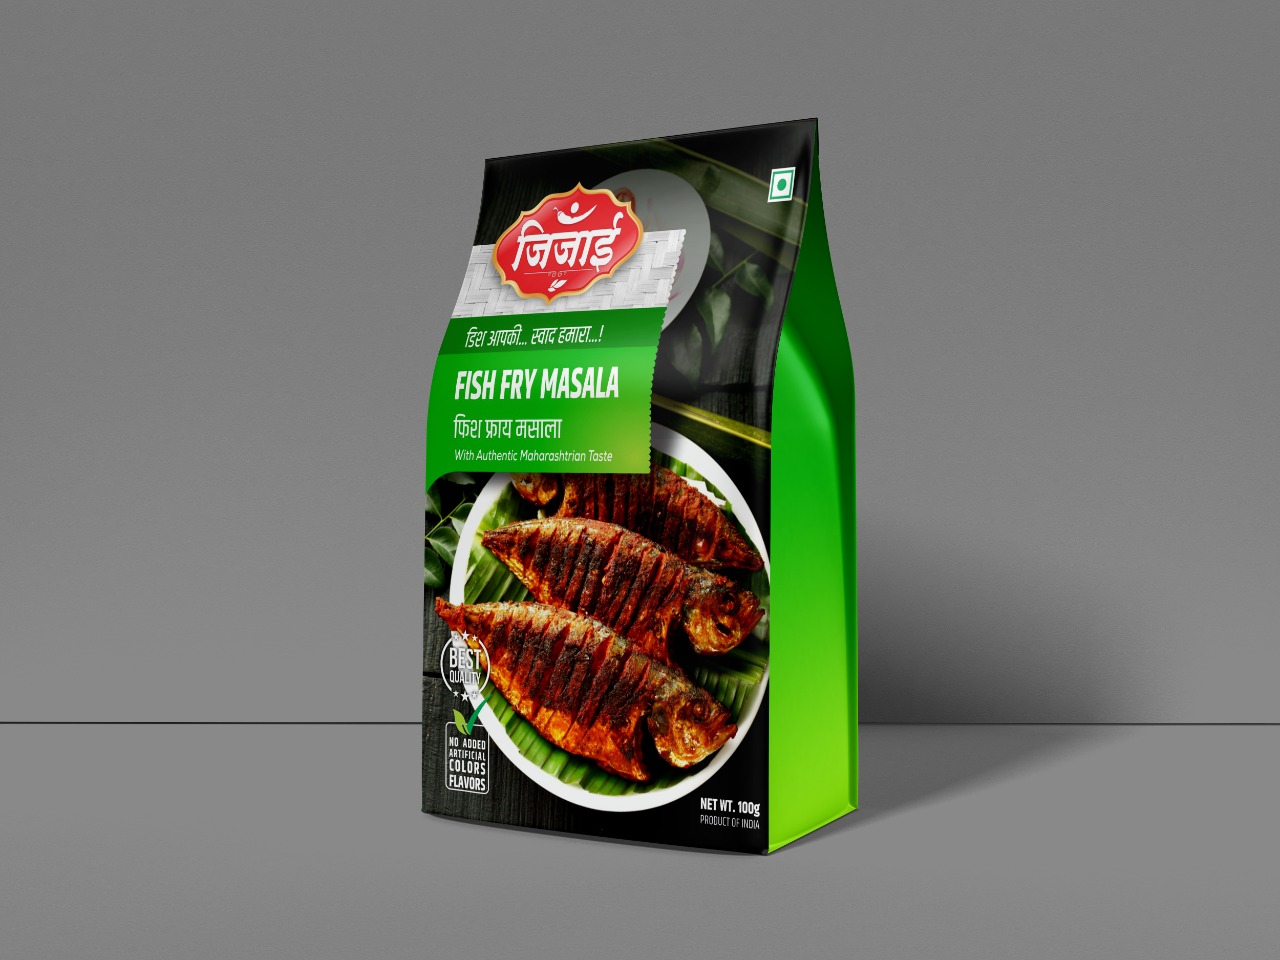 जिजाई
डिश आपकी... स्वाद हमारा...!
FISH FRY MASALA
फिश फ्राय मसाला
With Authentic Maharashtrian Taste
BEST
QUALITY
NO ADDED
ARTIFICIAL
COLORS
FLAVORS
NET WT. 100g
PRODUCT OF INDIA